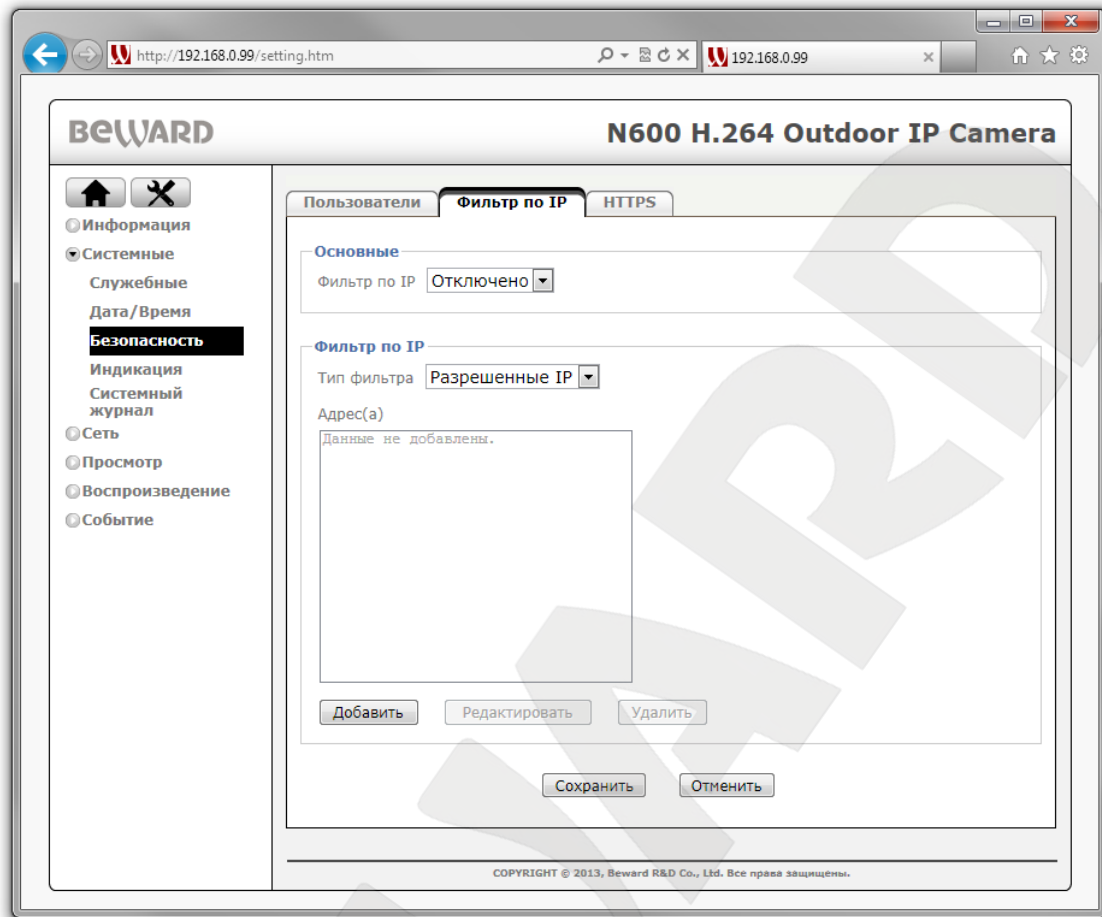 http://192.168.0.99/setting.htm
192.168.0.99
BEWARD
N600 H.264 Outdoor IP Camera
Информация
Системные
Служебные
Дата/Время
Безопасность
Индикация
Системный
журнал
Сеть
Просмотр
Воспроизведение
Событие
Пользователи
Фильтр по IP
HTTPS
Основные
Фильтр по IP Отключено
Фильтр по IP
Тип фильтра Разрешенные IP
Адрес(а)
Данные не добавлены.
Добавить Редактировать Удалить
Сохранить Отменить
COPYRIGHT © 2013, Beward R&D Co., Ltd. Все права защищены.